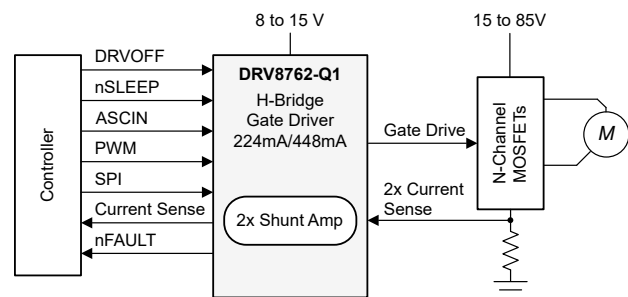 8 to 15 V
15 to 85V
Controller
DRVOFF
nSLEEP
ASCIN
PWM
SPI
Current Sense
nFAULT
DRV8762-Q1
H-Bridge
Gate Driver
224mA/448mA
2x Shunt Amp
Gate Drive
2x Current
Sense
N-Channel
MOSFETs
M